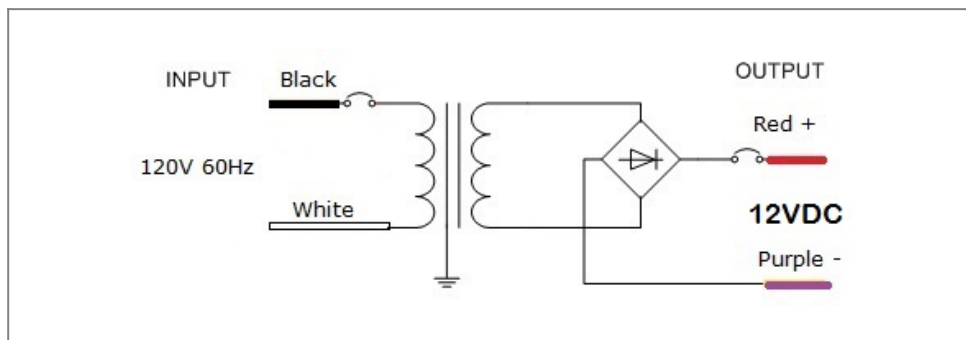 INPUT
Black
120V 60Hz
White
OUTPUT
Red +
12VDC
Purple -